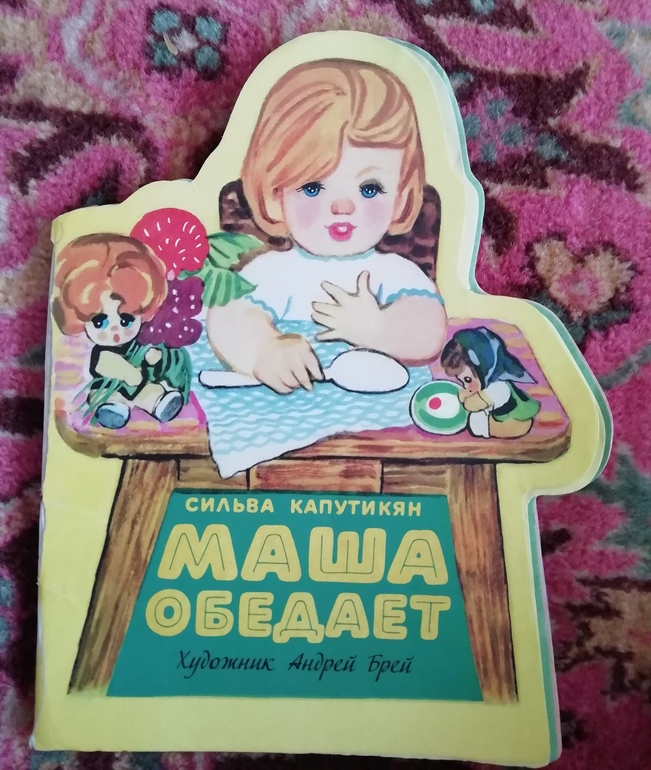 СИЛЬВА КАПУТИКЯН
МАША
ОБЕДАЕТ
Художник Андрей Брей